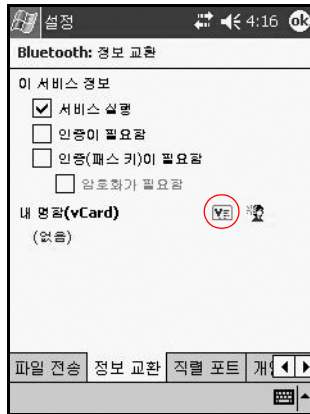 설정 4:16 ok
Bluetooth: 정보 교환
이 서비스 정보
서비스 실행
인증이 필요함
인증(패스 키)이 필요함
암호화가 필요함
내 명함(vCard)
(없음)
파일 전송 정보 교환 직렬 포트